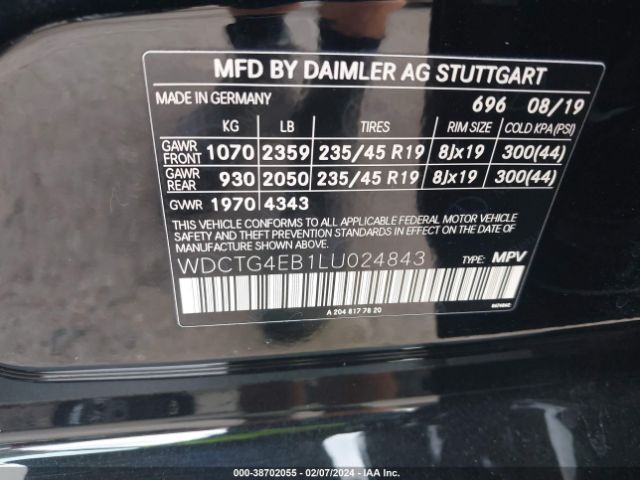 MFD BY DAIMLER AG STUTTGART
MADE IN GERMANY 696 08/19
KG LB TIRES RIM SIZE COLD KPA(PSI)
GAWR FRONT 1070 2359 235/45 R19 8Jx19 300(44)
GAWR REAR 930 2050 235/45 R19 8Jx19 300(44)
GVWR 1970 4343
THIS VEHICLE CONFORMS TO ALL APPLICABLE FEDERAL MOTOR VEHICLE
SAFETY AND THEFT PREVENTION STANDARDS IN EFFECT ON THE DATE
OF MANUFACTURE SHOWN ABOVE.
WDCTG4EB1LU024843 TYPE: MPV
A 204 817 78 20
000-38702055 - 02/07/2024 - IAA Inc.